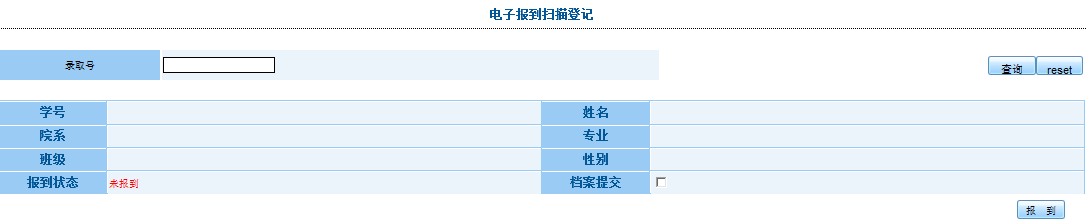 电子报到扫描登记
录取号 查询 reset
学号 姓名
院系 专业
班级 性别
报到状态 未报到 档案提交
报 到